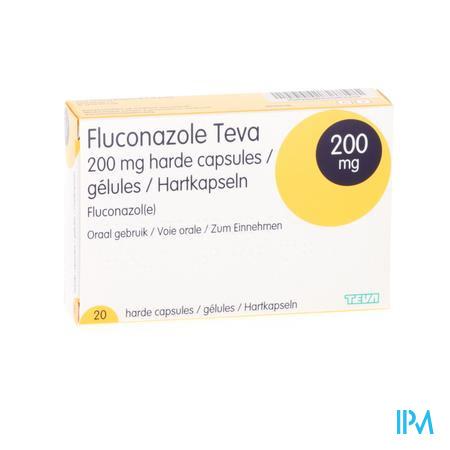 Fluconazole Teva
200 mg harde capsules /
gélules / Hartkapseln
Fluconazol(e)
Oraal gebruik / Voie orale / Zum Einnehmen
200
mg
20 harde capsules / gélules / Hartkapseln
TEVA
IPM